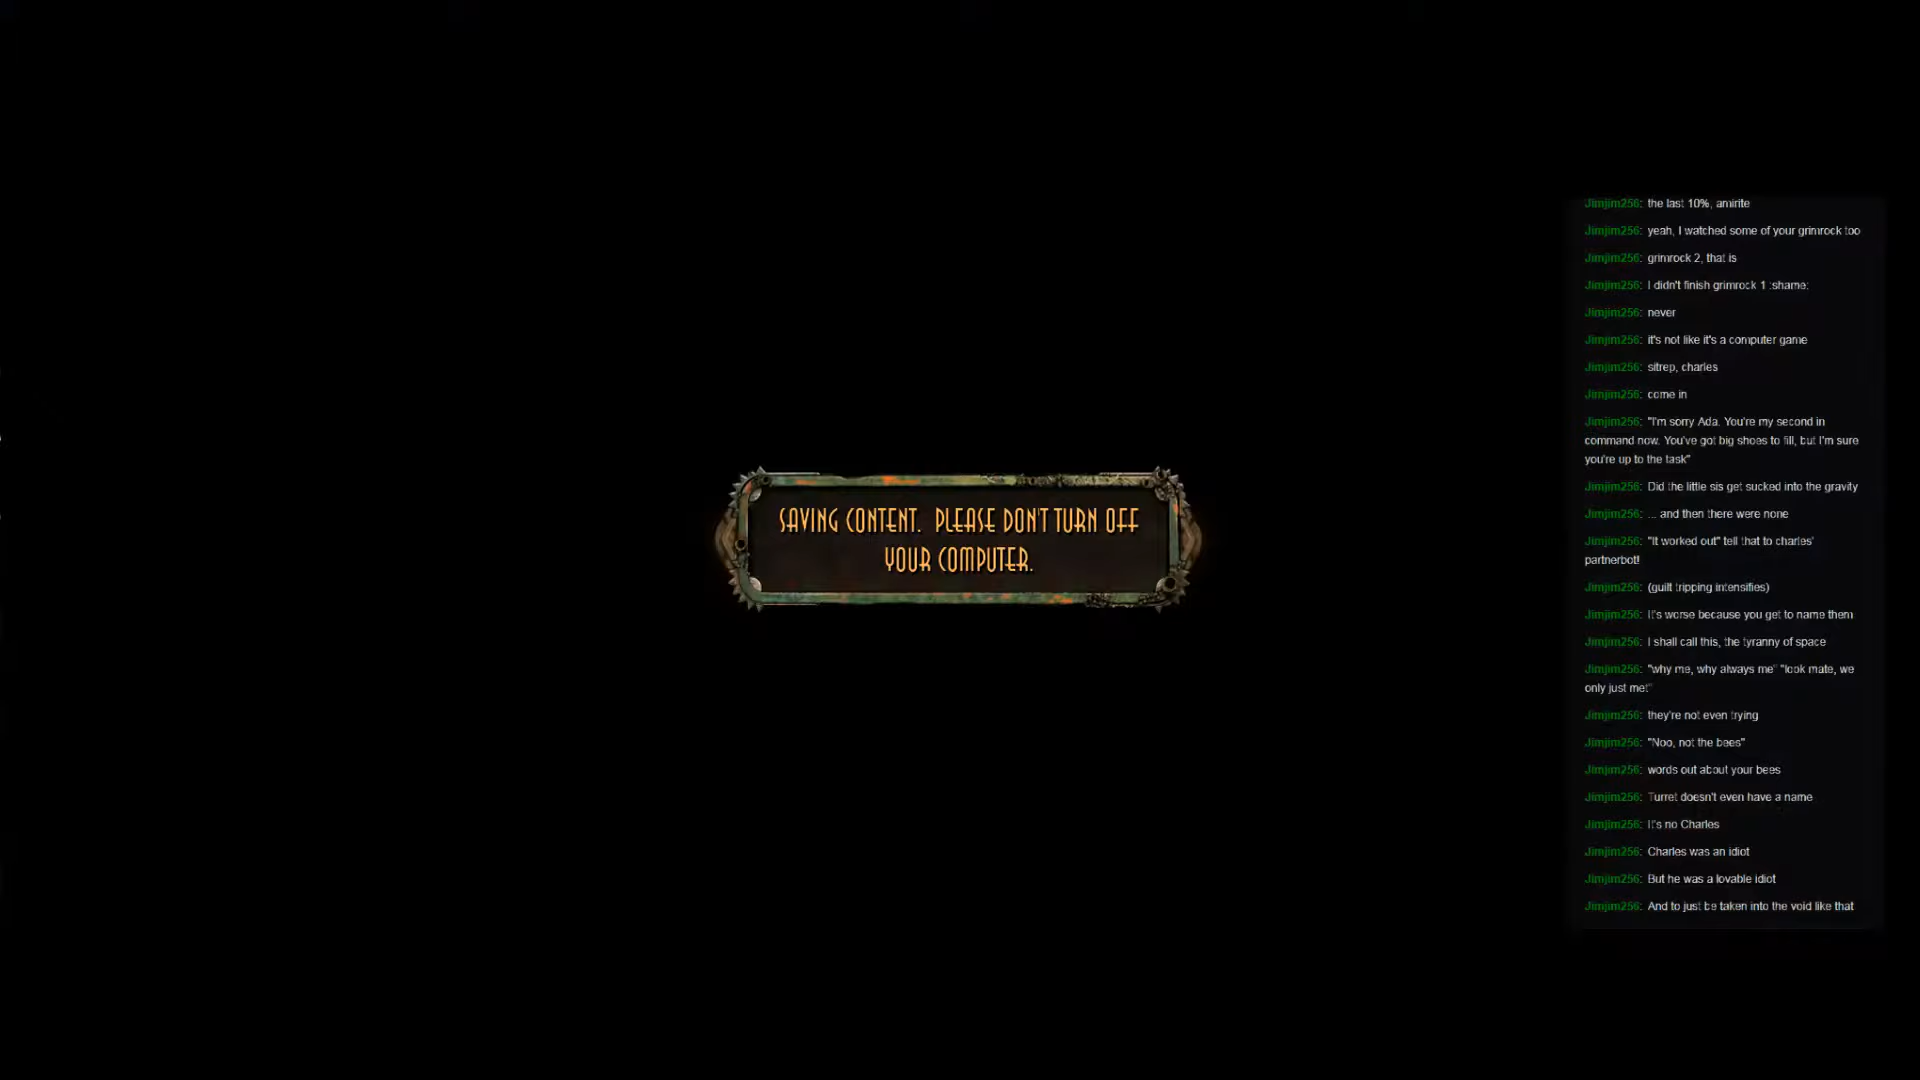 SAVING CONTENT. PLEASE DON'T TURN OFF
YOUR COMPUTER.
Jimjim256: the last 10%, amirite
Jimjim256: yeah, I watched some of your grimrock too
Jimjim256: grimrock 2, that is
Jimjim256: I didn't finish grimrock 1 :shame:
Jimjim256: never
Jimjim256: it's not like it's a computer game
Jimjim256: sitrep, charles
Jimjim256: come in
Jimjim256: "I'm sorry Ada. You're my second in
command now. You've got big shoes to fill, but I'm sure
you're up to the task"
Jimjim256: Did the little sis get sucked into the gravity
Jimjim256: ... and then there were none
Jimjim256: "It worked out" tell that to charles'
partnerbot!
Jimjim256: (guilt tripping intensifies)
Jimjim256: It's worse because you get to name them
Jimjim256: I shall call this, the tyranny of space
Jimjim256: "why me, why always me" "look mate, we
only just met"
Jimjim256: they're not even trying
Jimjim256: "Noo, not the bees"
Jimjim256: words out about your bees
Jimjim256: Turret doesn't even have a name
Jimjim256: It's no Charles
Jimjim256: Charles was an idiot
Jimjim256: But he was a lovable idiot
Jimjim256: And to just be taken into the void like that